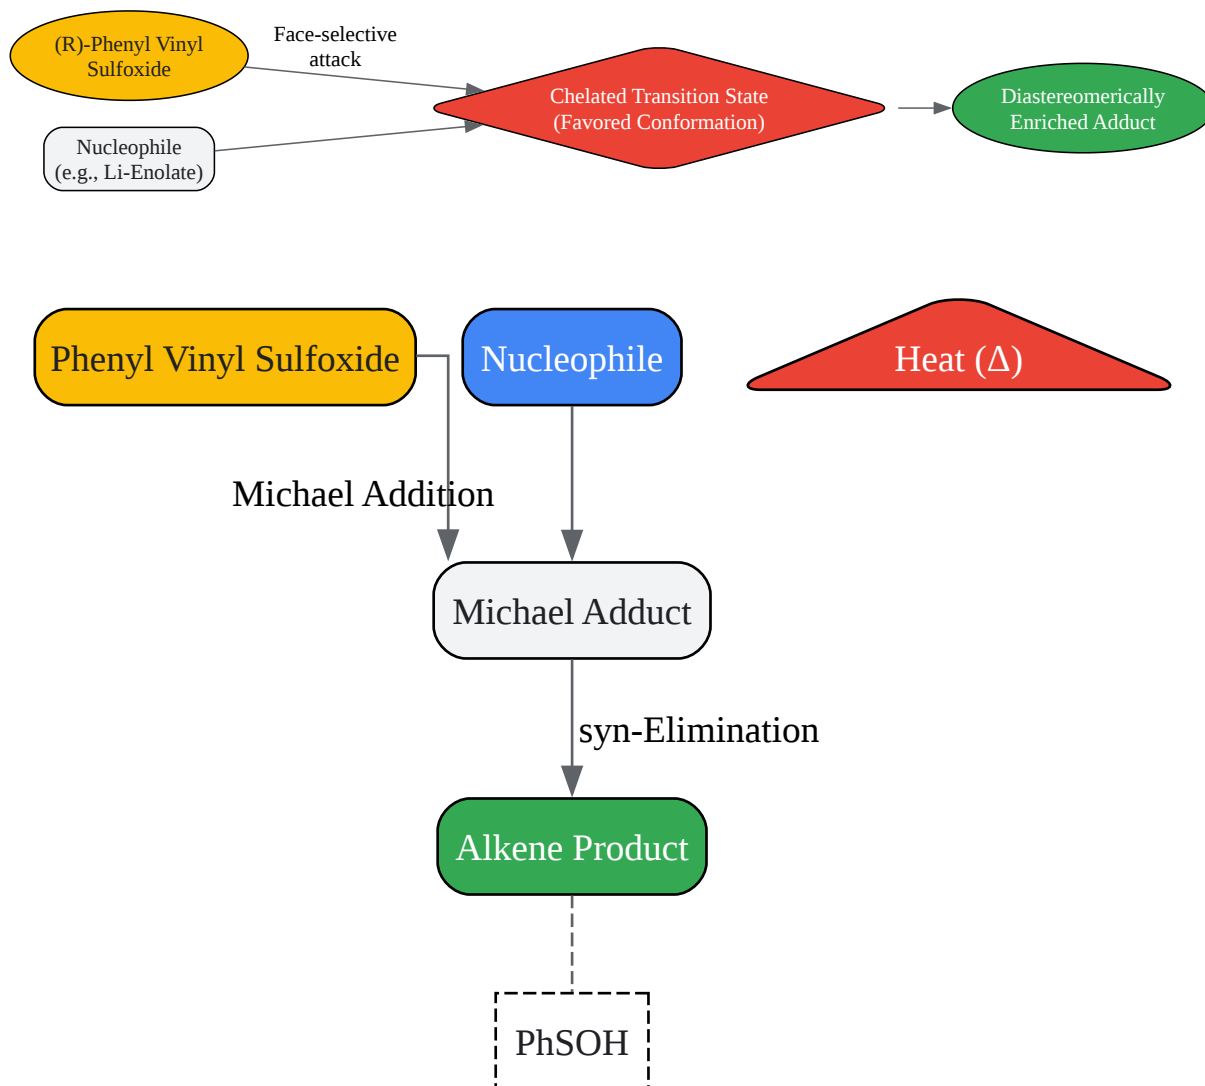 (R)-Phenyl Vinyl
Sulfoxide
Face-selective
attack
Nucleophile
(e.g., Li-Enolate)
Chelated Transition State
(Favored Conformation)
Diastereomerically
Enriched Adduct
Phenyl Vinyl Sulfoxide
Nucleophile
Heat (Δ)
Michael Addition
Michael Adduct
syn-Elimination
Alkene Product
PhSOH